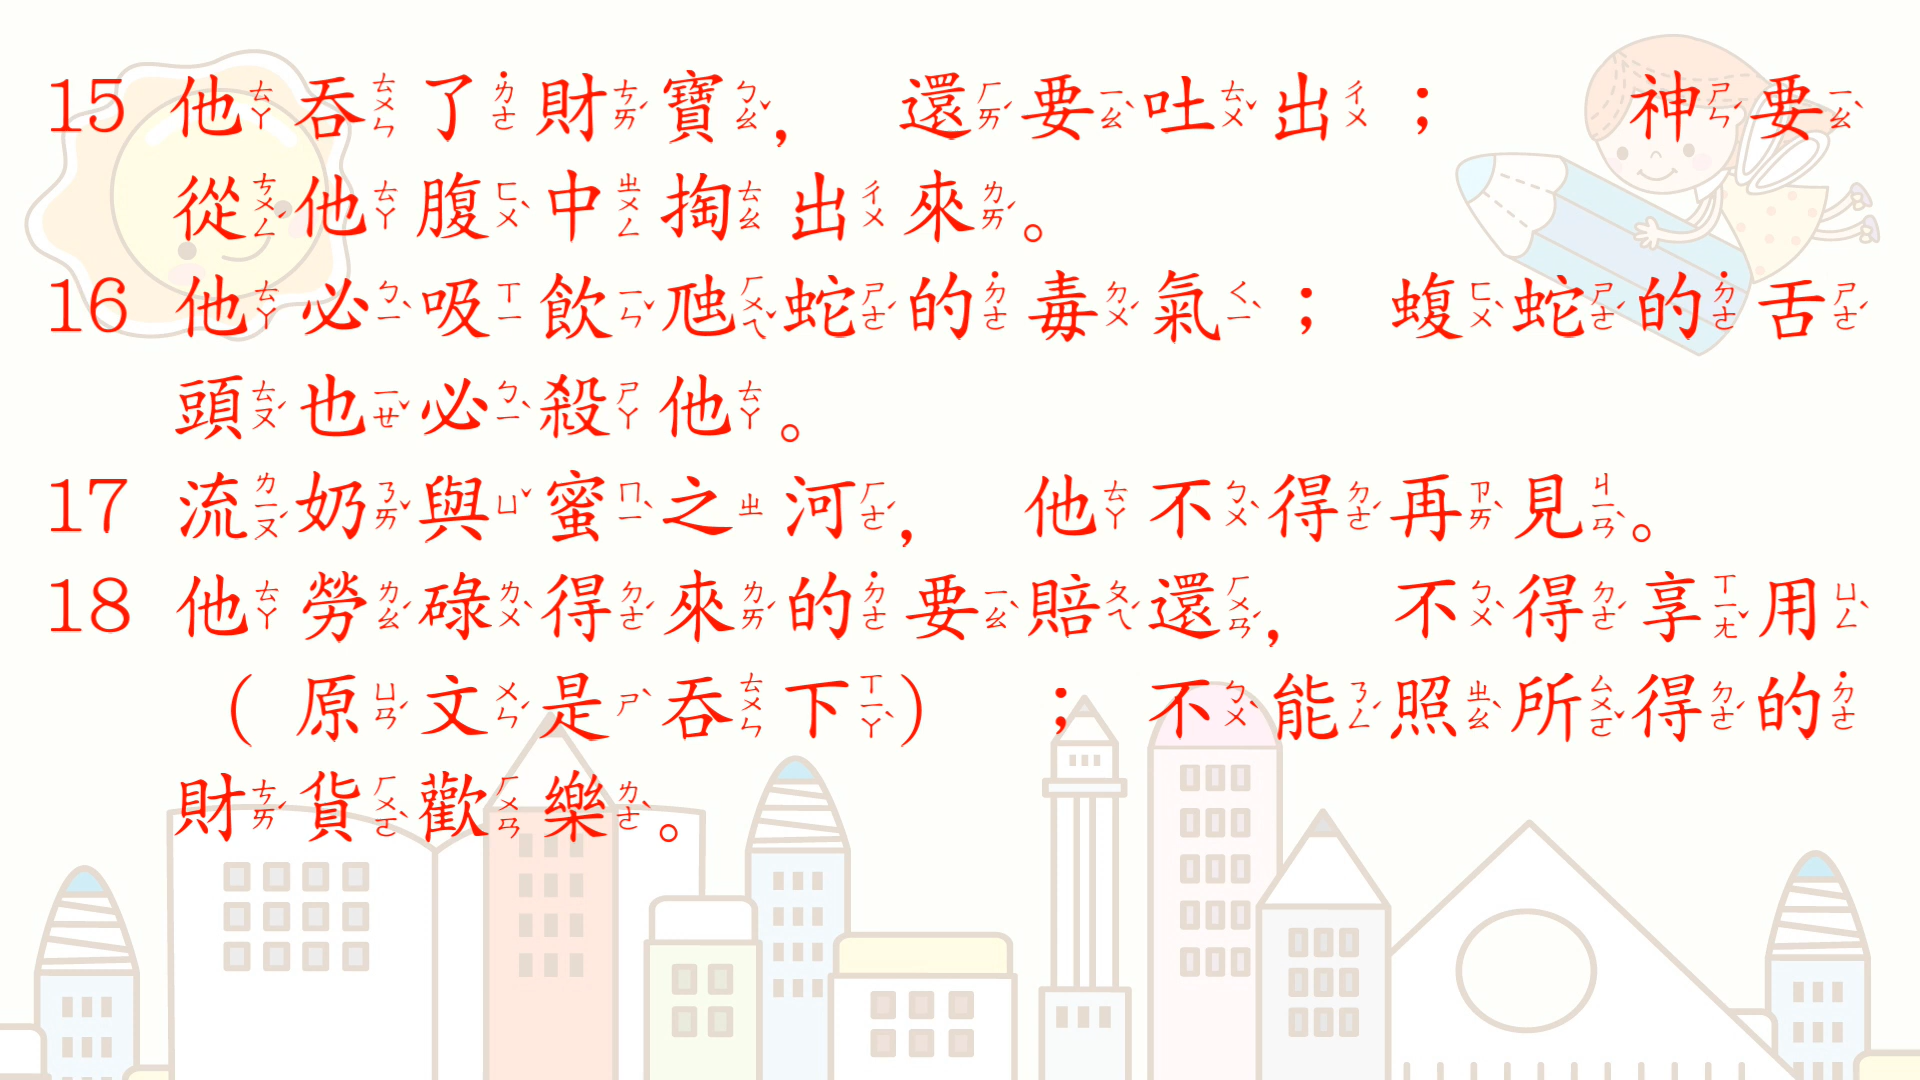 15 他吞了財寶, 還要吐出； 神要
從他腹中掏出來。
16 他必吸飲虺蛇的毒氣； 蝮蛇的舌
頭也必殺他。
17 流奶與蜜之河, 他不得再見。
18 他勞碌得來的要賠還, 不得享用
( 原文是吞下) ； 不能照所得的
財貨歡樂。